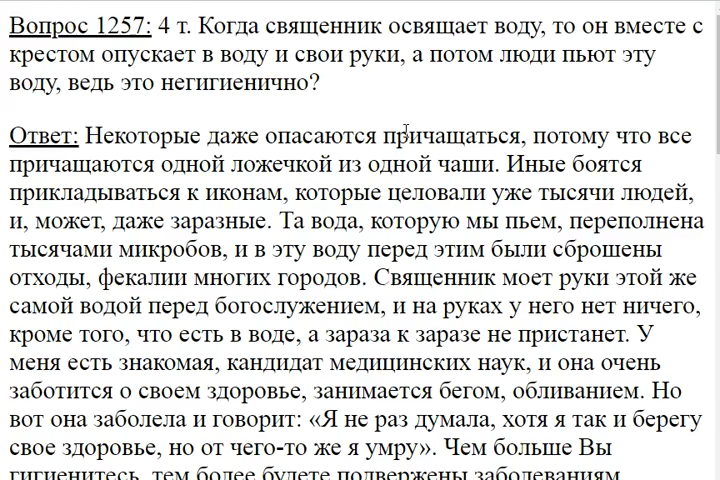 Вопрос 1257: 4 т. Когда священник освящает воду, то он вместе с
крестом опускает в воду и свои руки, а потом люди пьют эту
воду, ведь это негигиенично?
Ответ: Некоторые даже опасаются причащаться, потому что все
причащаются одной ложечкой из одной чаши. Иные боятся
прикладываться к иконам, которые целовали уже тысячи людей,
и, может, даже заразные. Та вода, которую мы пьем, переполнена
тысячами микробов, и в эту воду перед этим были сброшены
отходы, фекалии многих городов. Священник моет руки этой же
самой водой перед богослужением, и на руках у него нет ничего,
кроме того, что есть в воде, а зараза к заразе не пристанет. У
меня есть знакомая, кандидат медицинских наук, и она очень
заботится о своем здоровье, занимается бегом, обливанием. Но
вот она заболела и говорит: «Я не раз думала, хотя я так и берегу
свое здоровье, но от чего-то же я умру». Чем больше Вы
гигиенитесь, тем более будете подвержены заболеваниям